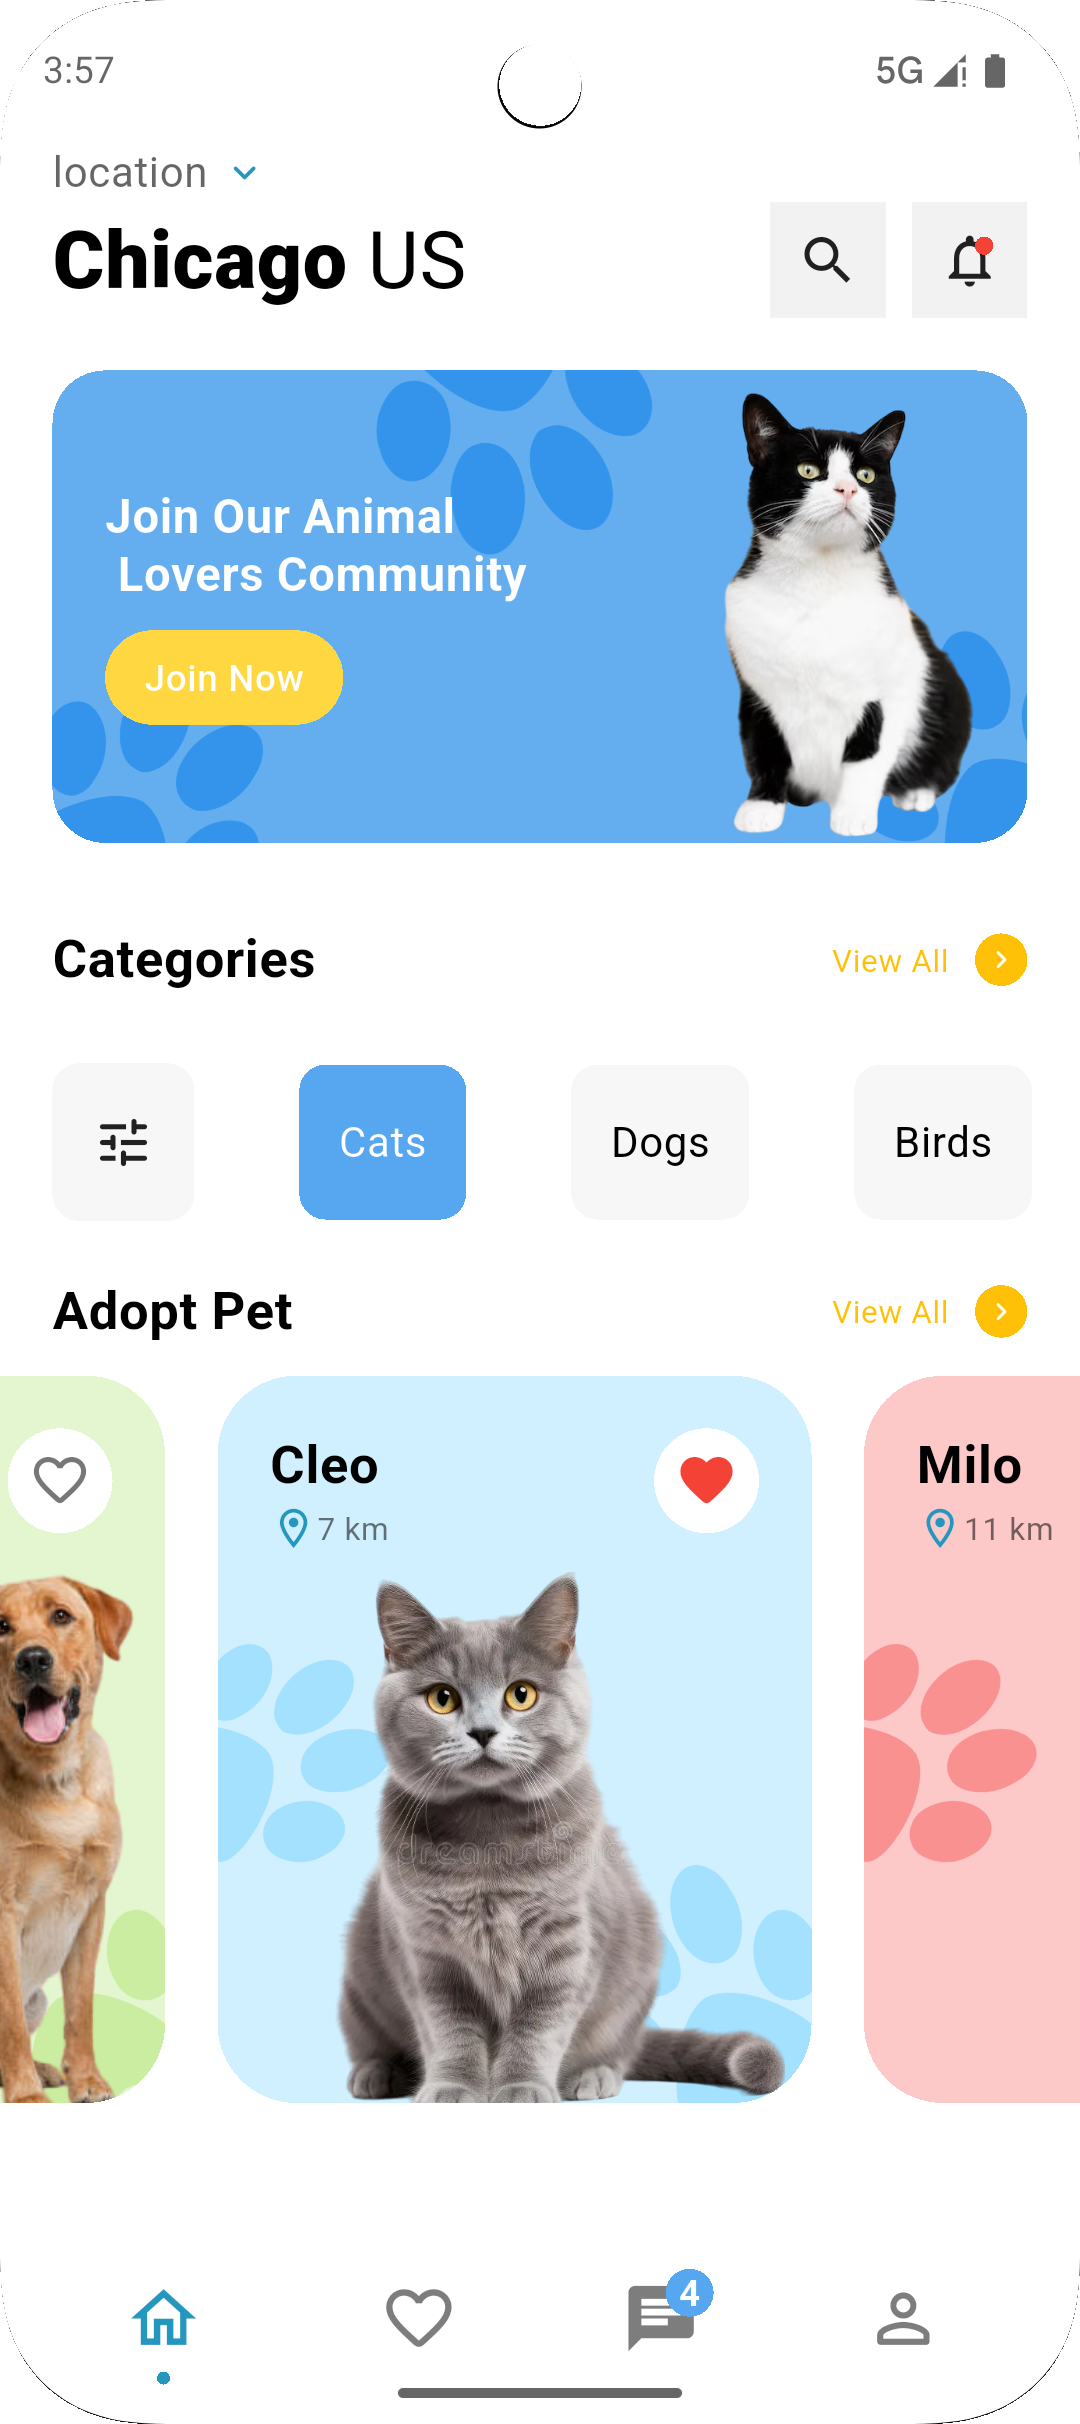 3:57
5G
location
Chicago US
Join Our Animal
Lovers Community
Join Now
Categories
View All
Cats
Dogs
Birds
Adopt Pet
View All
Cleo
7 km
Milo
11 km
dreamstime
4